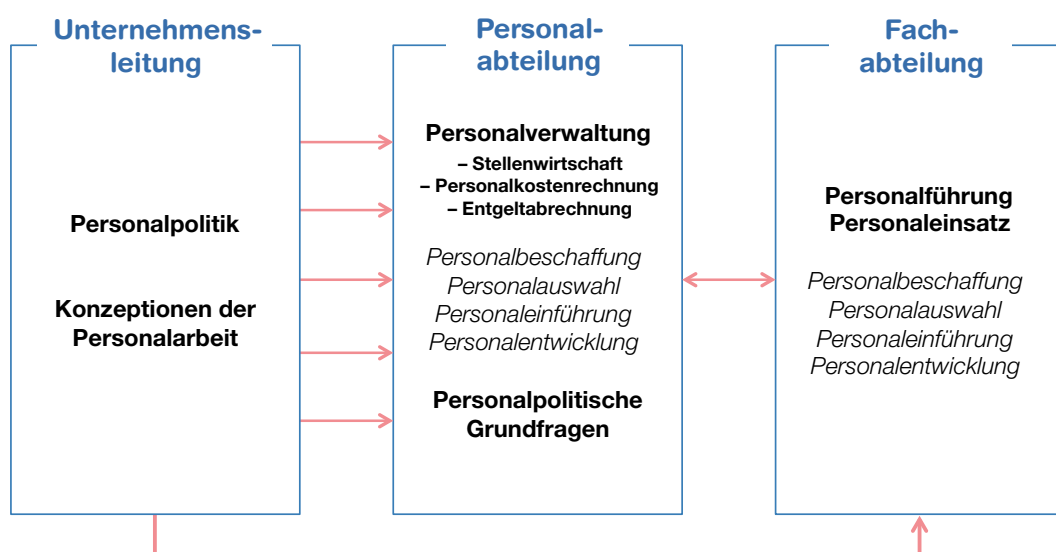 Unternehmens-
leitung
Personalpolitik
Konzeptionen der
Personalarbeit
Personal-
abteilung
Personalverwaltung
– Stellenwirtschaft
– Personalkostenrechnung
– Entgeltabrechnung
Personalbeschaffung
Personalauswahl
Personaleinführung
Personalentwicklung
Personalpolitische
Grundfragen
Fach-
abteilung
Personalführung
Personaleinsatz
Personalbeschaffung
Personalauswahl
Personaleinführung
Personalentwicklung